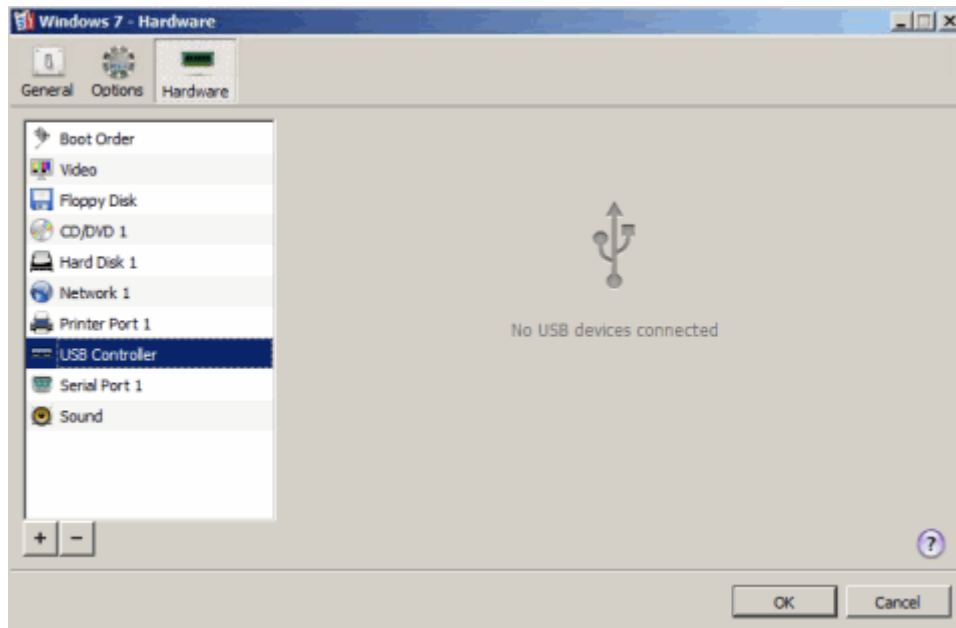 Windows 7 - Hardware
General Options Hardware
Boot Order
Video
Floppy Disk
CD/DVD 1
Hard Disk 1
Network 1
Printer Port 1
USB Controller
Serial Port 1
Sound
No USB devices connected
+ -
?
OK Cancel